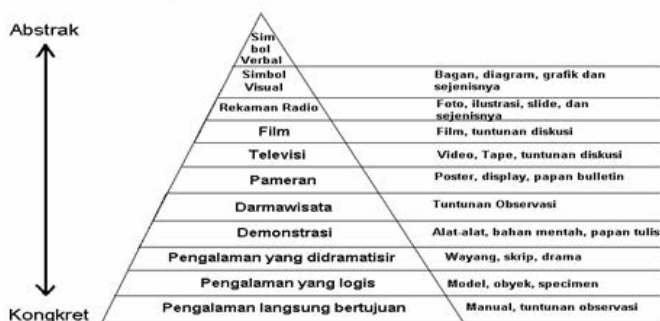 Abstrak
Sim
bol
Verbal
Simbol
Visual
Bagan, diagram, grafik dan
sejenisnya
Rekaman Radio
Foto, ilustrasi, slide, dan
sejenisnya
Film
Film, tuntunan diskusi
Televisi
Video, Tape, tuntunan diskusi
Pameran
Poster, display, papan bulletin
Darmawisata
Tuntunan Observasi
Demonstrasi
Alat-alat, bahan mentah, papan tulis
Pengalaman yang didramatisir
Wayang, skrip, drama
Pengalaman yang logis
Model, obyek, specimen
Kongkret
Pengalaman langsung bertujuan
Manual, tuntunan observasi